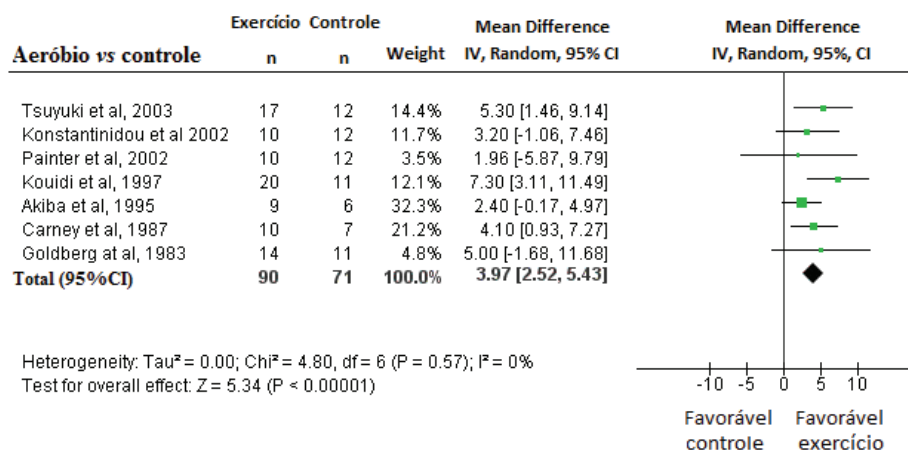 Exercício Controle Mean Difference Mean Difference
Aeróbio vs controle n n Weight IV, Random, 95% CI IV, Random, 95%, CI
Tsuyuki et al, 2003 17 12 14.4% 5.30 [1.46, 9.14]
Konstantinidou et al 2002 10 12 11.7% 3.20 [-1.06, 7.46]
Painter et al, 2002 10 12 3.5% 1.96 [-5.87, 9.79]
Kouidi et al, 1997 20 11 12.1% 7.30 [3.11, 11.49]
Akiba et al, 1995 9 6 32.3% 2.40 [-0.17, 4.97]
Carney et al, 1987 10 7 21.2% 4.10 [0.93, 7.27]
Goldberg at al, 1983 14 11 4.8% 5.00 [-1.68, 11.68]
Total (95%CI) 90 71 100.0% 3.97 [2.52, 5.43]
Heterogeneity: Tau² = 0.00; Chi² = 4.80, df = 6 (P = 0.57); I² = 0%
Test for overall effect: Z = 5.34 (P < 0.00001)
-10 -5 0 5 10
Favorável Favorável
controle exercício